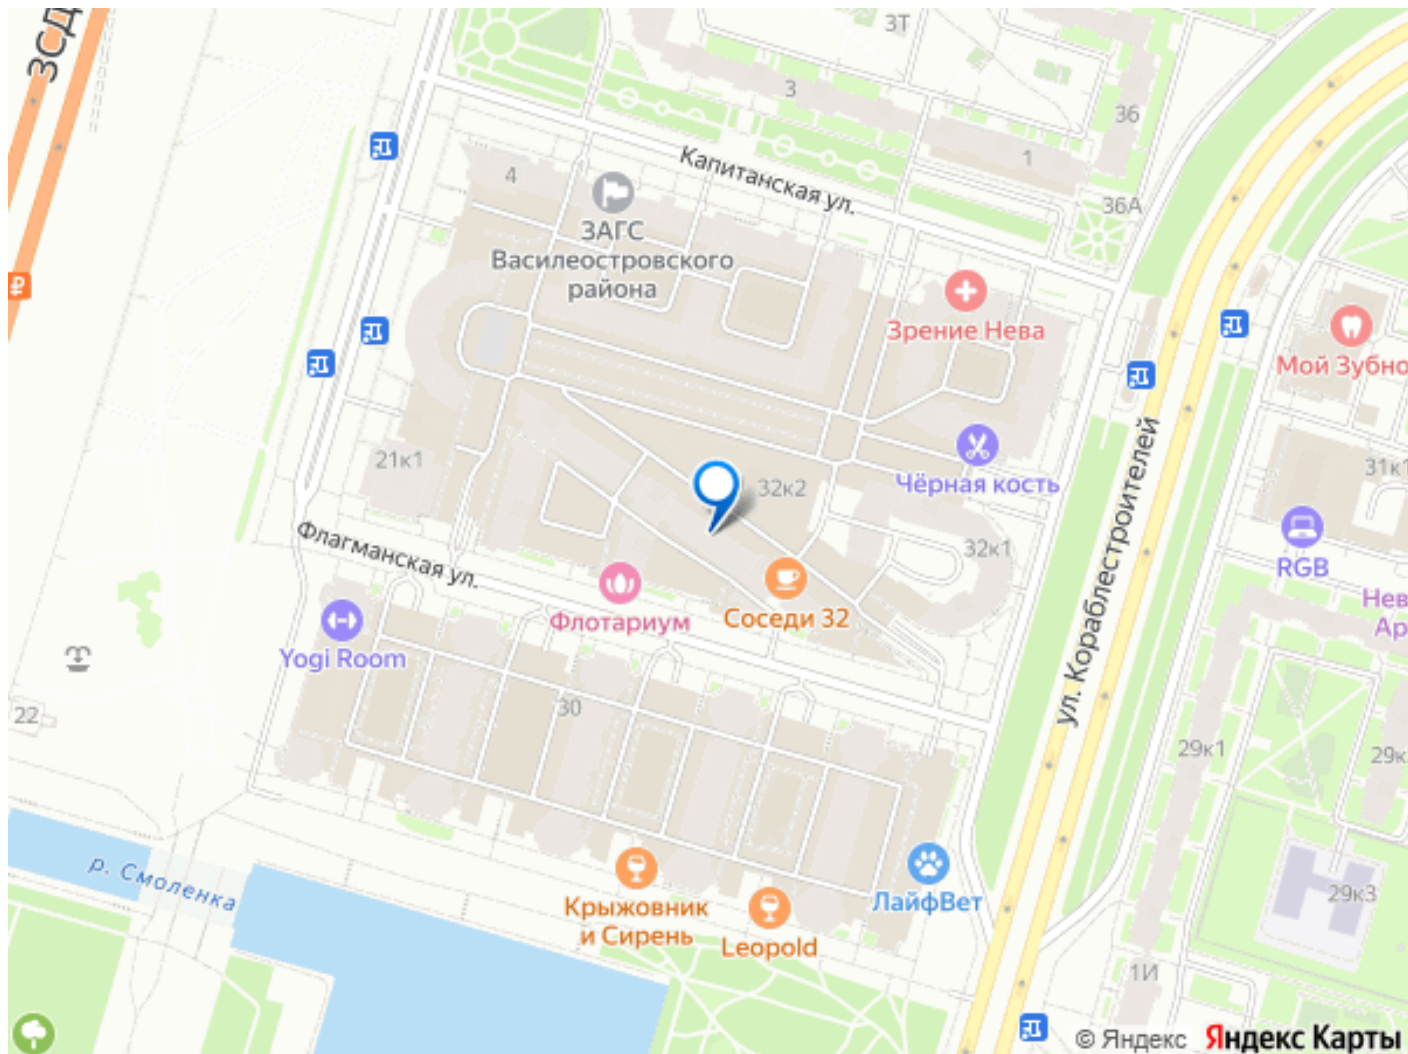 ЗСД
3Т
3
36
Капитанская ул.
1
4
36А
ЗАГС
Василеостровского
района
Зрение Нева
Мой Зубно
21к1
32к2
Чёрная кость
31к1
Флагманская ул.
32к1
ул. Кораблестроителей
RGB
Флотариум
Соседи 32
Нев
Ар
Yogi Room
22
30
29к1
29к
р. Смоленка
Крыжовник
и Сирень
Leopold
ЛайфВет
29к3
1И
© Яндекс Яндекс Карты